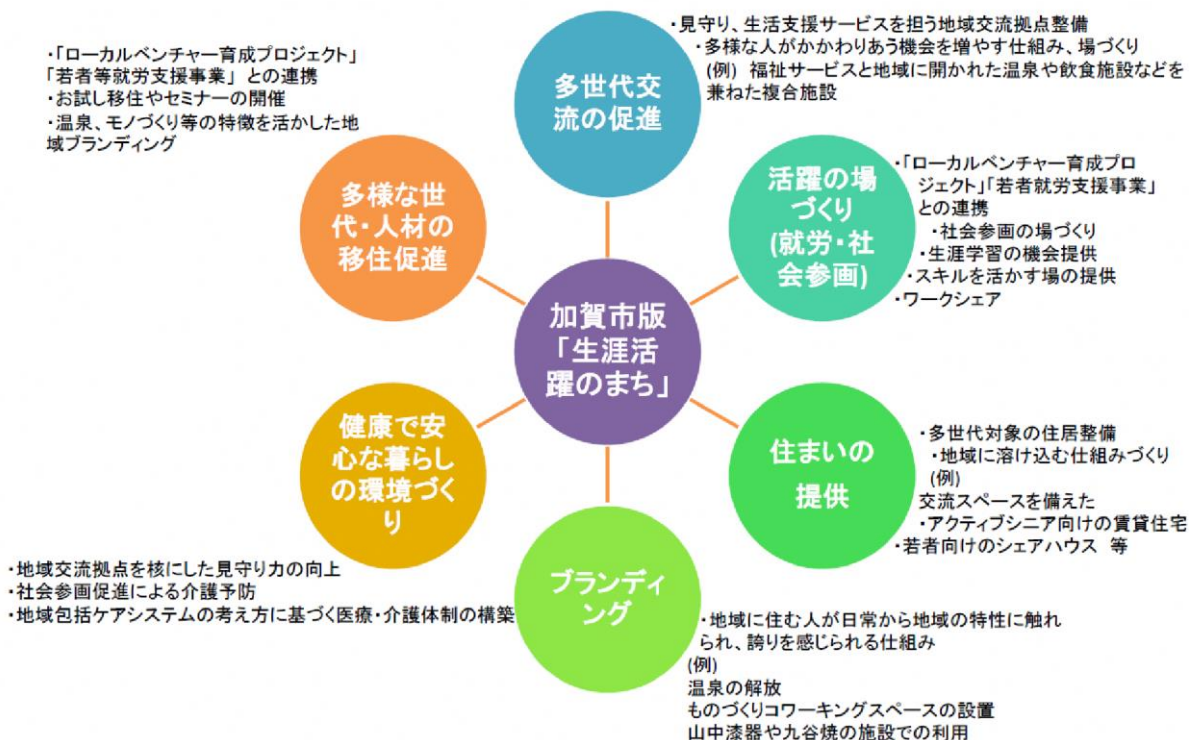 ・「ローカルベンチャー育成プロジェクト」
「若者等就労支援事業」との連携
・お試し移住やセミナーの開催
・温泉、モノづくり等の特徴を活かした地
域ブランディング
多世代交
流の促進
・見守り、生活支援サービスを担う地域交流拠点整備
・多様な人がかかわりあう機会を増やす仕組み、場づくり
(例) 福祉サービスと地域に開かれた温泉や飲食施設などを
兼ねた複合施設
多様な世
代・人材の
移住促進
活躍の場
づくり
(就労・社
会参画)
・「ローカルベンチャー育成プロ
ジェクト」「若者就労支援事業」
との連携
・社会参画の場づくり
・生涯学習の機会提供
・スキルを活かす場の提供
・ワークシェア
加賀市版
「生涯活
躍のまち」
健康で安
心な暮らし
の環境づく
り
住まいの
提供
・多世代対象の住居整備
・地域に溶け込む仕組みづくり
(例)
交流スペースを備えた
・アクティブシニア向けの賃貸住宅
・若者向けのシェアハウス 等
・地域交流拠点を核にした見守り力の向上
・社会参画促進による介護予防
・地域包括ケアシステムの考え方に基づく医療・介護体制の構築
ブランディ
ング
・地域に住む人が日常から地域の特性に触れ
られ、誇りを感じられる仕組み
(例)
温泉の解放
ものづくりコワーキングスペースの設置
山中漆器や九谷焼の施設での利用